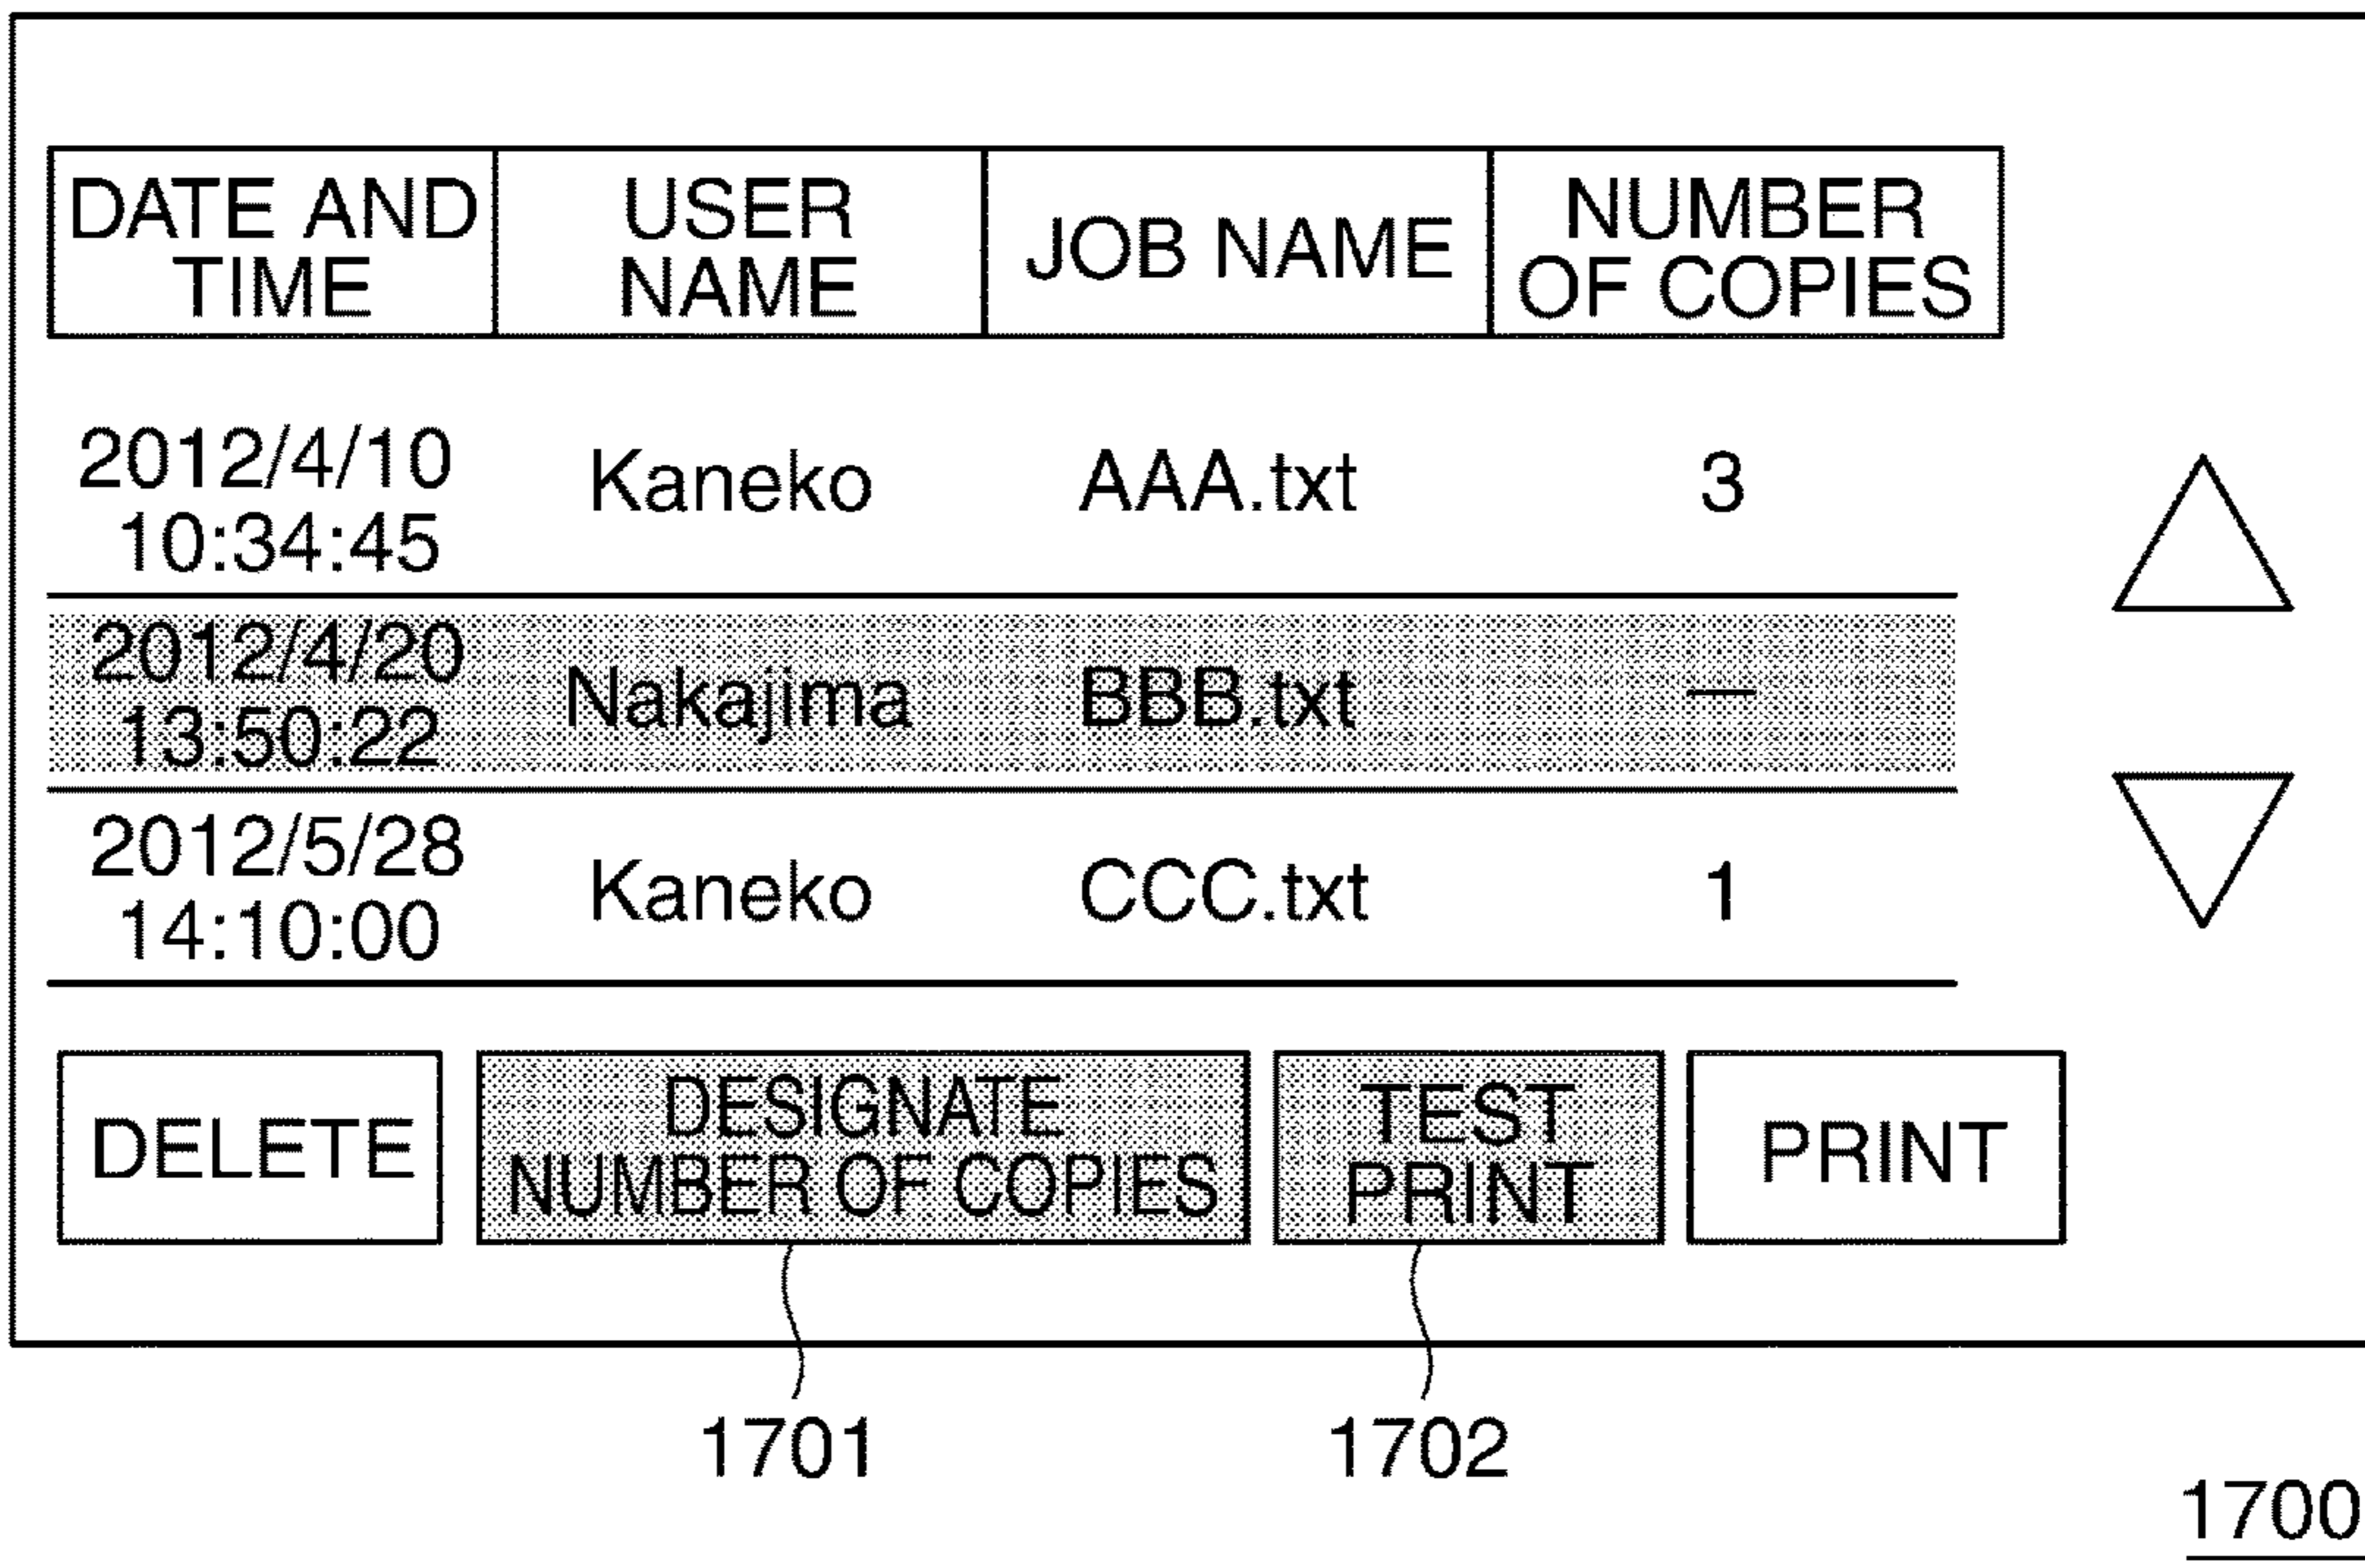 DATE AND
TIME
USER
NAME
JOB NAME
NUMBER
OF COPIES
2012/4/10
10:34:45
Kaneko
AAA.txt
3
2012/4/20
13:50:22
Nakajima
BBB.txt
—
2012/5/28
14:10:00
Kaneko
CCC.txt
1
DELETE
DESIGNATE
NUMBER OF COPIES
TEST
PRINT
PRINT
1701
1702
1700